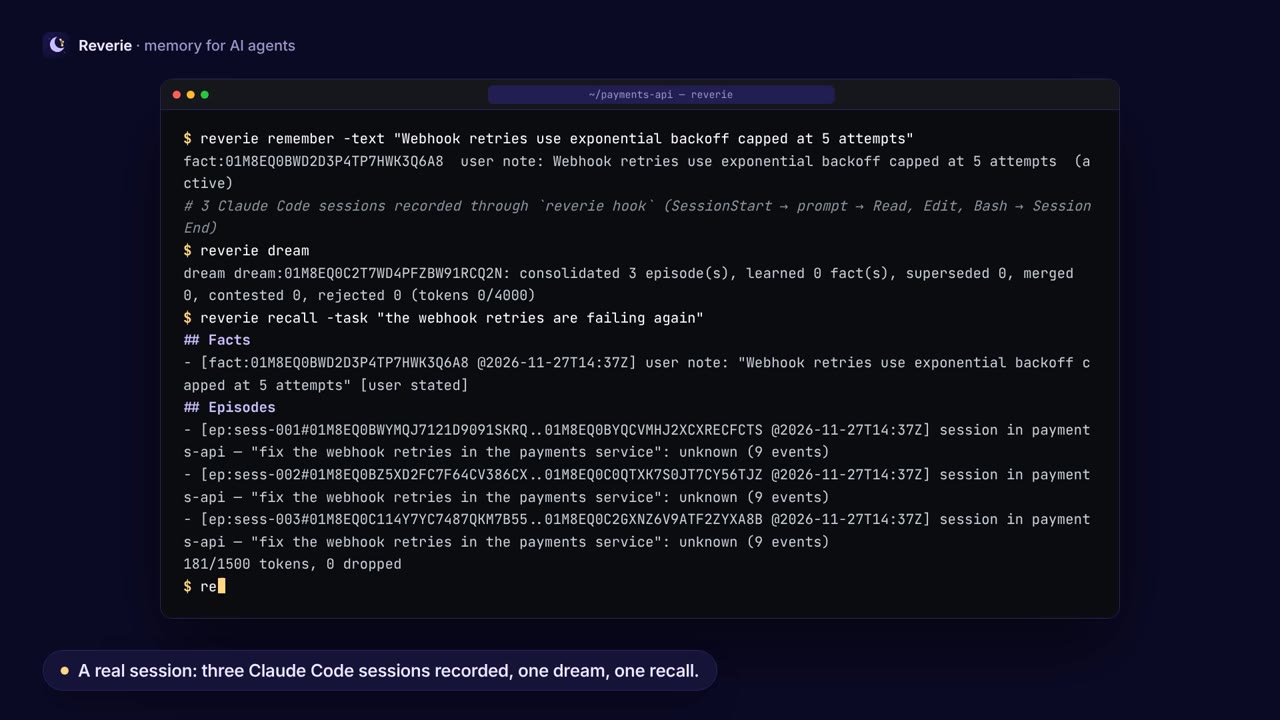 Reverie · memory for AI agents
~/payments-api — reverie
$ reverie remember -text "Webhook retries use exponential backoff capped at 5 attempts"
fact:01M8EQ0BWD2D3P4TP7HWK3Q6A8  user note: Webhook retries use exponential backoff capped at 5 attempts  (a
ctive)
# 3 Claude Code sessions recorded through `reverie hook` (SessionStart → prompt → Read, Edit, Bash → Session
End)
$ reverie dream
dream dream:01M8EQ0C2T7WD4PFZBW91RCQ2N: consolidated 3 episode(s), learned 0 fact(s), superseded 0, merged
0, contested 0, rejected 0 (tokens 0/4000)
$ reverie recall -task "the webhook retries are failing again"
## Facts
- [fact:01M8EQ0BWD2D3P4TP7HWK3Q6A8 @2026-11-27T14:37Z] user note: "Webhook retries use exponential backoff c
apped at 5 attempts" [user stated]
## Episodes
- [ep:sess-001#01M8EQ0BWYMQJ7121D9091SKRQ..01M8EQ0BYQCVMHJ2XCXRECFCTS @2026-11-27T14:37Z] session in payment
s-api — "fix the webhook retries in the payments service": unknown (9 events)
- [ep:sess-002#01M8EQ0BZ5XD2FC7F64CV386CX..01M8EQ0C0QTXK7S0JT7CY56TJZ @2026-11-27T14:37Z] session in payment
s-api — "fix the webhook retries in the payments service": unknown (9 events)
- [ep:sess-003#01M8EQ0C114Y7YC7487QKM7B55..01M8EQ0C2GXNZ6V9ATF2ZYXA8B @2026-11-27T14:37Z] session in payment
s-api — "fix the webhook retries in the payments service": unknown (9 events)
181/1500 tokens, 0 dropped
$ re
A real session: three Claude Code sessions recorded, one dream, one recall.